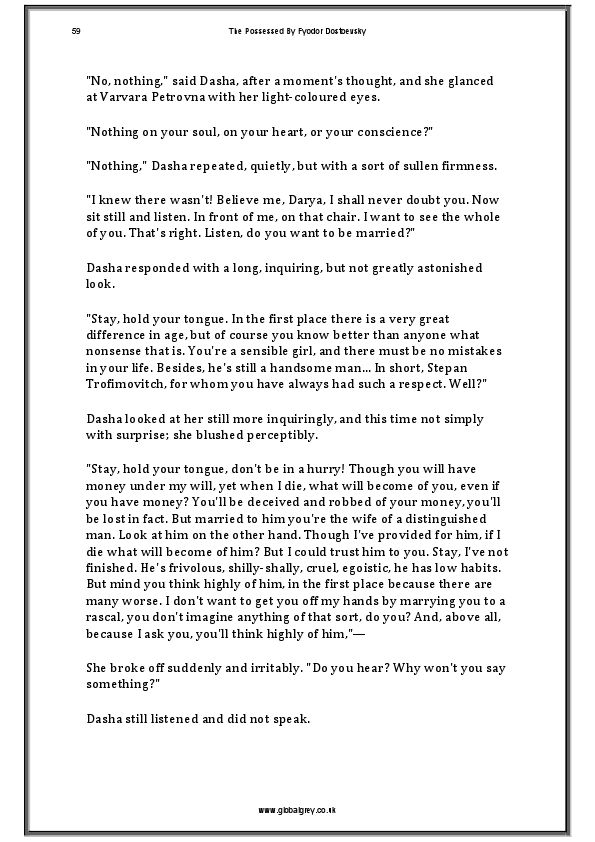 59 The Possessed By Fyodor Dostoevsky
"No, nothing," said Dasha, after a moment's thought, and she glanced
at Varvara Petrovna with her light-coloured eyes.
"Nothing on your soul, on your heart, or your conscience?"
"Nothing," Dasha repeated, quietly, but with a sort of sullen firmness.
"I knew there wasn't! Believe me, Darya, I shall never doubt you. Now
sit still and listen. In front of me, on that chair. I want to see the whole
of you. That's right. Listen, do you want to be married?"
Dasha responded with a long, inquiring, but not greatly astonished
look.
"Stay, hold your tongue. In the first place there is a very great
difference in age, but of course you know better than anyone what
nonsense that is. You're a sensible girl, and there must be no mistakes
in your life. Besides, he's still a handsome man... In short, Stepan
Trofimovitch, for whom you have always had such a respect. Well?"
Dasha looked at her still more inquiringly, and this time not simply
with surprise; she blushed perceptibly.
"Stay, hold your tongue, don't be in a hurry! Though you will have
money under my will, yet when I die, what will become of you, even if
you have money? You'll be deceived and robbed of your money, you'll
be lost in fact. But married to him you're the wife of a distinguished
man. Look at him on the other hand. Though I've provided for him, if I
die what will become of him? But I could trust him to you. Stay, I've not
finished. He's frivolous, shilly-shally, cruel, egoistic, he has low habits.
But mind you think highly of him, in the first place because there are
many worse. I don't want to get you off my hands by marrying you to a
rascal, you don't imagine anything of that sort, do you? And, above all,
because I ask you, you'll think highly of him,"—
She broke off suddenly and irritably. "Do you hear? Why won't you say
something?"
Dasha still listened and did not speak.
www.globalgrey.co.uk